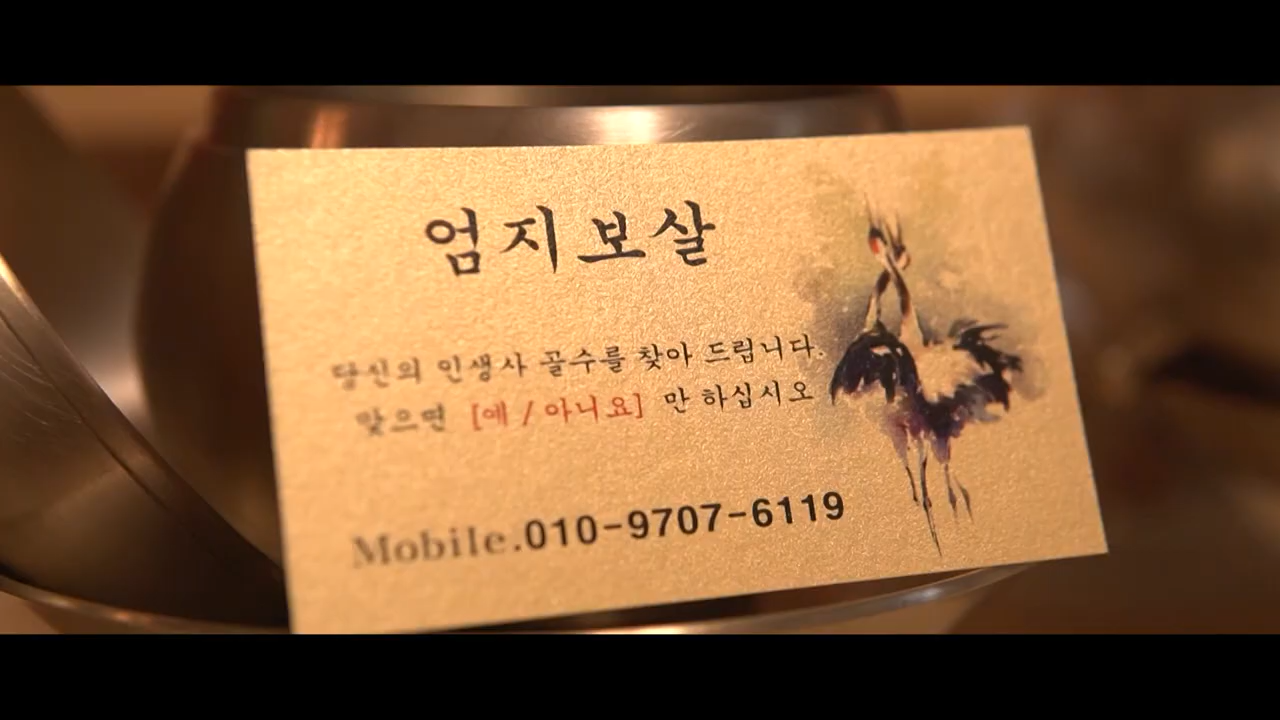 엄지보살
당신의 인생사 골수를 찾아 드립니다.
맞으면 [예 / 아니요] 만 하십시오
Mobile.010-9707-6119